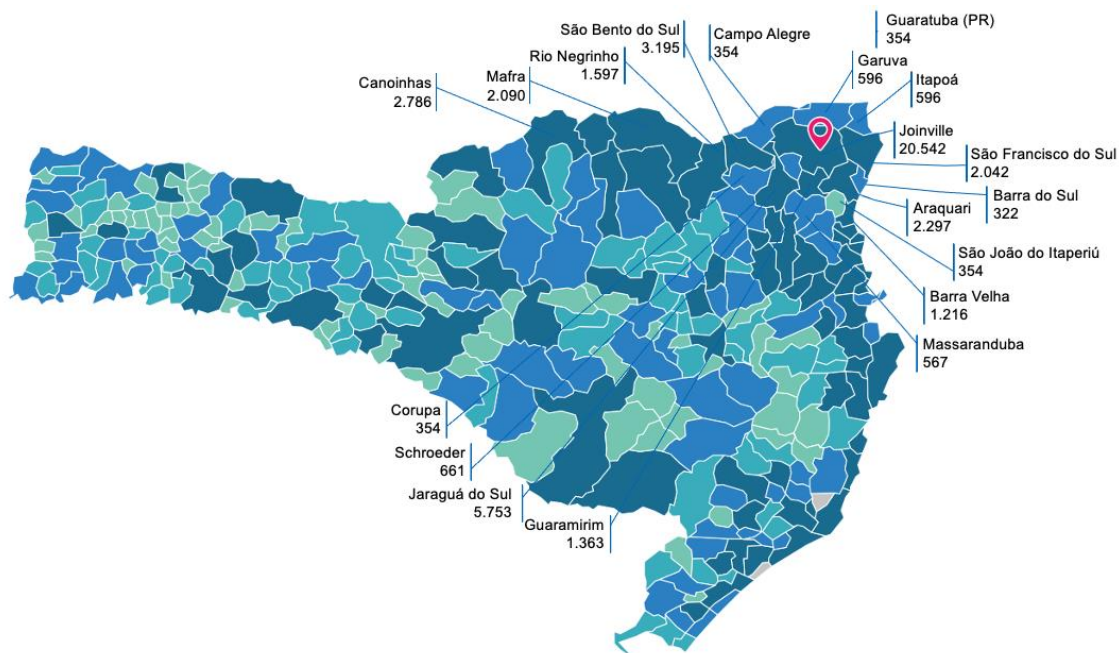 Guaratuba (PR)
354
São Bento do Sul
3.195
Campo Alegre
354
Rio Negrinho
1.597
Garuva
596
Mafra
2.090
Itapoá
596
Canoinhas
2.786
Joinville
20.542
São Francisco do Sul
2.042
Barra do Sul
322
Araquari
2.297
São João do Itaperiú
354
Barra Velha
1.216
Massaranduba
567
Corupa
354
Schroeder
661
Jaraguá do Sul
5.753
Guaramirim
1.363